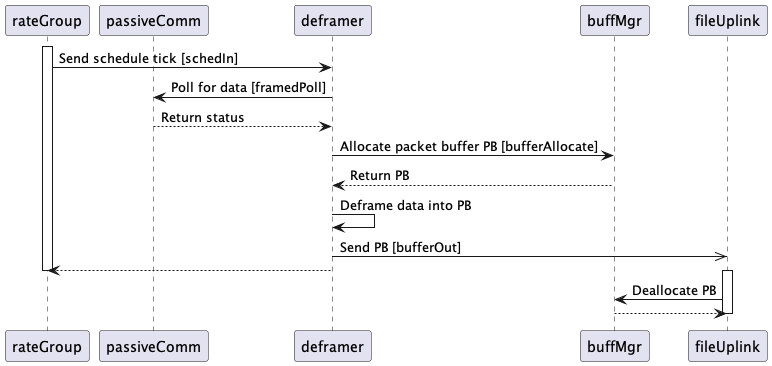 rateGroup
passiveComm
deframer
buffMgr
fileUplink
Send schedule tick [schedIn]
Poll for data [framedPoll]
Return status
Allocate packet buffer PB [bufferAllocate]
Return PB
Deframe data into PB
Send PB [bufferOut]
Deallocate PB
rateGroup
passiveComm
deframer
buffMgr
fileUplink